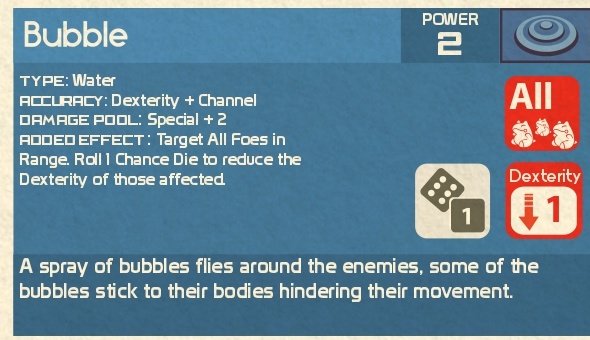 Bubble
POWER
2
TYPE: Water
ACCURACY: Dexterity + Channel
DAMAGE POOL: Special + 2
ADDED EFFECT: Target All Foes in
Range. Roll 1 Chance Die to reduce the
Dexterity of those affected.
All
1
Dexterity
1
A spray of bubbles flies around the enemies, some of the
bubbles stick to their bodies hindering their movement.